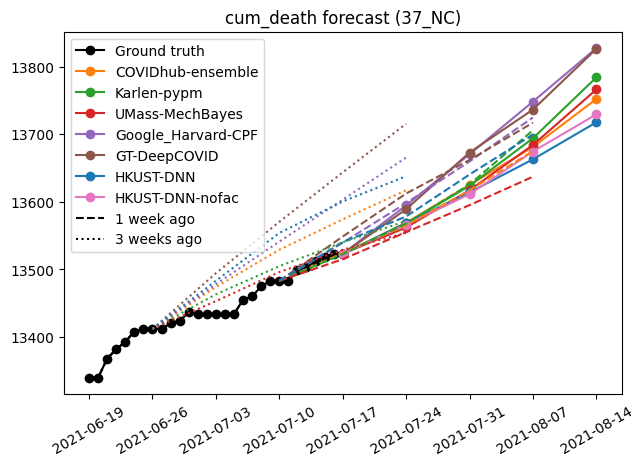 cum_death forecast (37_NC)
Ground truth
COVIDhub-ensemble
Karlen-pypm
UMass-MechBayes
Google_Harvard-CPF
GT-DeepCOVID
HKUST-DNN
HKUST-DNN-nofac
1 week ago
3 weeks ago
13800
13700
13600
13500
13400
2021-06-19
2021-06-26
2021-07-03
2021-07-10
2021-07-17
2021-07-24
2021-07-31
2021-08-07
2021-08-14